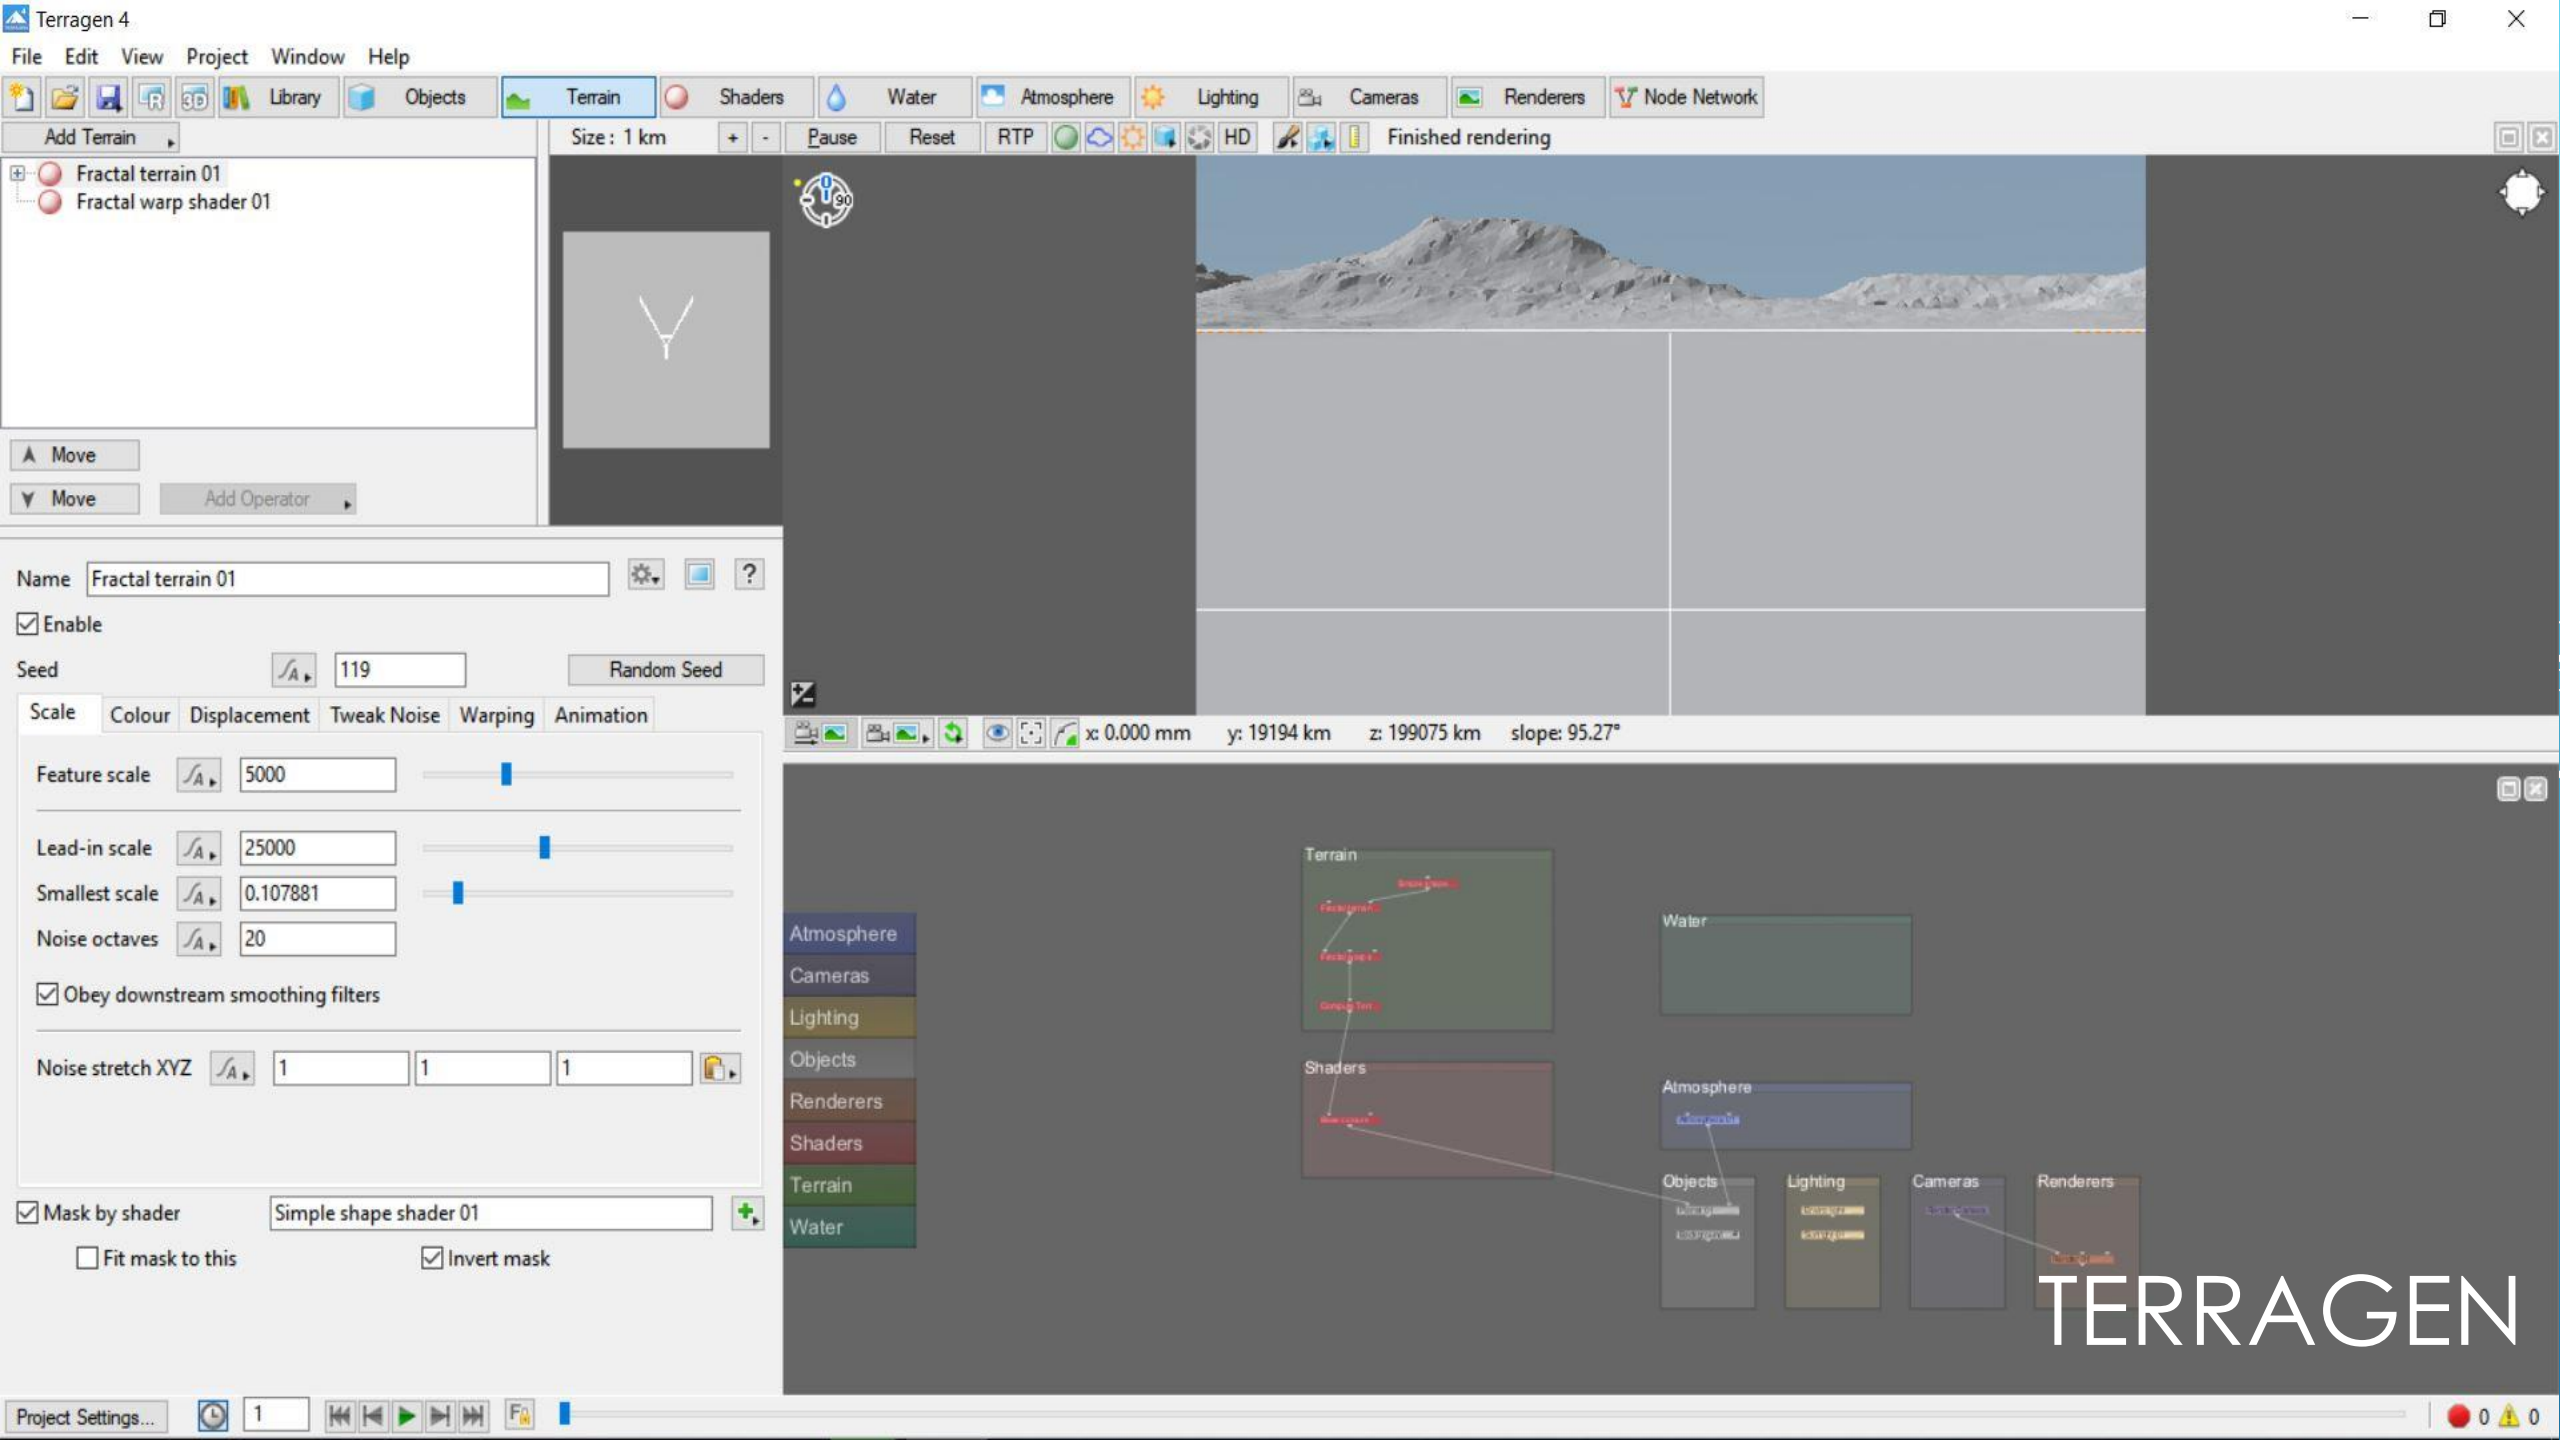 Terragen 4
File Edit View Project Window Help
Library Objects Terrain Shaders Water Atmosphere Lighting Cameras Renderers Node Network
Add Terrain Size : 1 km + - Pause Reset RTP HD Finished rendering
Fractal terrain 01
Fractal warp shader 01
90
Move
Move Add Operator
Name Fractal terrain 01 ?
Enable
Seed 119 Random Seed
Scale Colour Displacement Tweak Noise Warping Animation
x: 0.000 mm y: 19194 km z: 199075 km slope: 95.27°
Feature scale 5000
Lead-in scale 25000
Smallest scale 0.107881
Noise octaves 20
Obey downstream smoothing filters
Noise stretch XYZ 1 1 1
Mask by shader Simple shape shader 01
Fit mask to this Invert mask
Atmosphere
Cameras
Lighting
Objects
Renderers
Shaders
Terrain
Water
Terrain
Water
Shaders
Atmosphere
Objects Lighting Cameras Renderers
TERRAGEN
Project Settings... 1 0 0